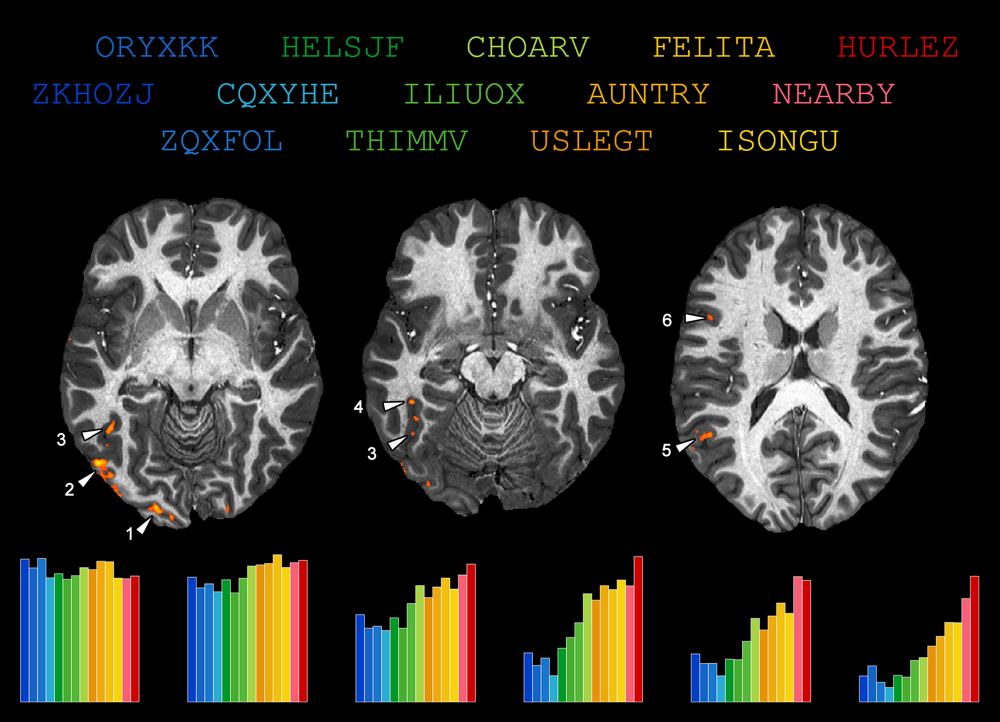 ORYXKK HELSJF CHOARV FELITA HURLEZ
ZKHOZJ CQXYHE ILIUOX AUNTRY NEARBY
ZQXFOL THIMMV USLEGT ISONGU
6
4
3
3
5
2
1